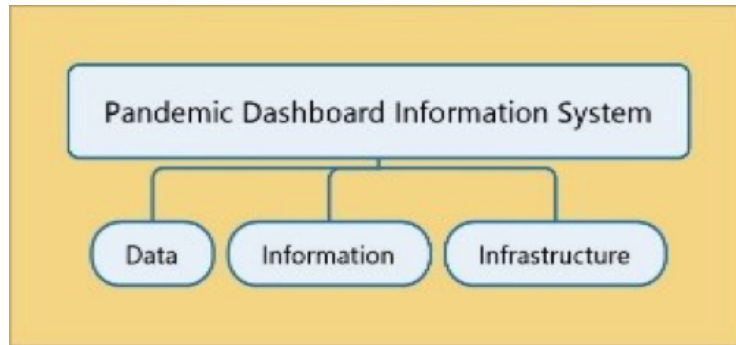 Pandemic Dashboard Information System
Data
Information
Infrastructure